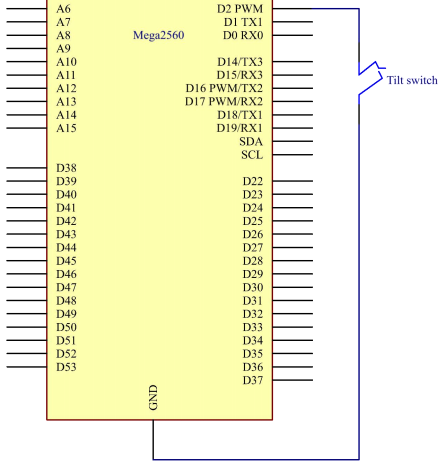 A6 D2 PWM
A7 D1 TX1
A8 Mega2560 D0 RX0
A9
A10 D14/TX3
A11 D15/RX3
Tilt switch
A12 D16 PWM/TX2
A13 D17 PWM/RX2
A14 D18/TX1
A15 D19/RX1
SDA
SCL
D38
D39 D22
D40 D23
D41 D24
D42 D25
D43 D26
D44 D27
D45 D28
D46 D29
D47 D30
D48 D31
D49 D32
D50 D33
D51 D34
D52 D35
D53 D36
D37
GND